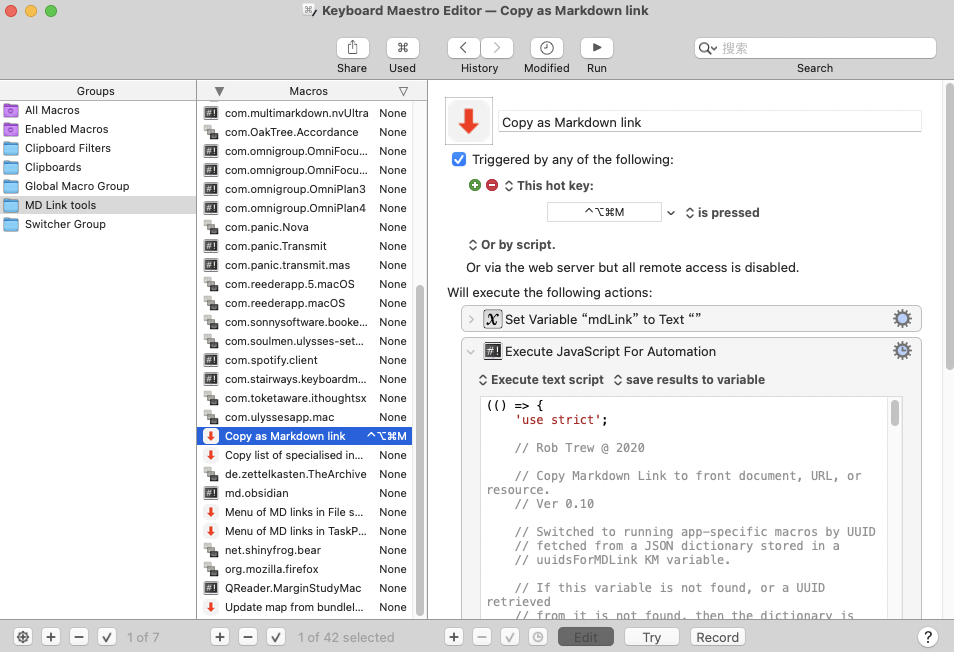 Keyboard Maestro Editor — Copy as Markdown link
Share
Used
History
Modified
Run
搜索
Search
Groups
All Macros
Enabled Macros
Clipboard Filters
Clipboards
Global Macro Group
MD Link tools
Switcher Group
Macros
com.multimarkdown.nvUltra None
com.OakTree.Accordance None
com.omnigroup.OmniFocu... None
com.omnigroup.OmniFocu... None
com.omnigroup.OmniPlan3 None
com.omnigroup.OmniPlan4 None
com.panic.Nova None
com.panic.Transmit None
com.panic.transmit.mas None
com.reederapp.5.macOS None
com.reederapp.macOS None
com.sonnysoftware.booke... None
com.soulmen.ulysses-set... None
com.spotify.client None
com.stairways.keyboardm... None
com.toketaware.ithoughtsx None
com.ulyssesapp.mac None
Copy as Markdown link ^⌥⌘M
Copy list of specialised in... None
de.zettelkasten.TheArchive None
md.obsidian None
Menu of MD links in File s... None
Menu of MD links in TaskP... None
net.shinyfrog.bear None
org.mozilla.firefox None
QReader.MarginStudyMac None
Update map from bundleI... None
Copy as Markdown link
Triggered by any of the following:
This hot key:
^⌥⌘M
is pressed
Or by script.
Or via the web server but all remote access is disabled.
Will execute the following actions:
Set Variable “mdLink” to Text “”
#! Execute JavaScript For Automation
Execute text script save results to variable
(() => {
'use strict';
// Rob Trew @ 2020
// Copy Markdown Link to front document, URL, or
resource.
// Ver 0.10
// Switched to running app-specific macros by UUID
// fetched from a JSON dictionary stored in a
// uuidsForMDLink KM variable.
// If this variable is not found, or a UUID
retrieved
// from it is not found, then the dictionary is
1 of 7
1 of 42 selected
Edit
Try
Record
?